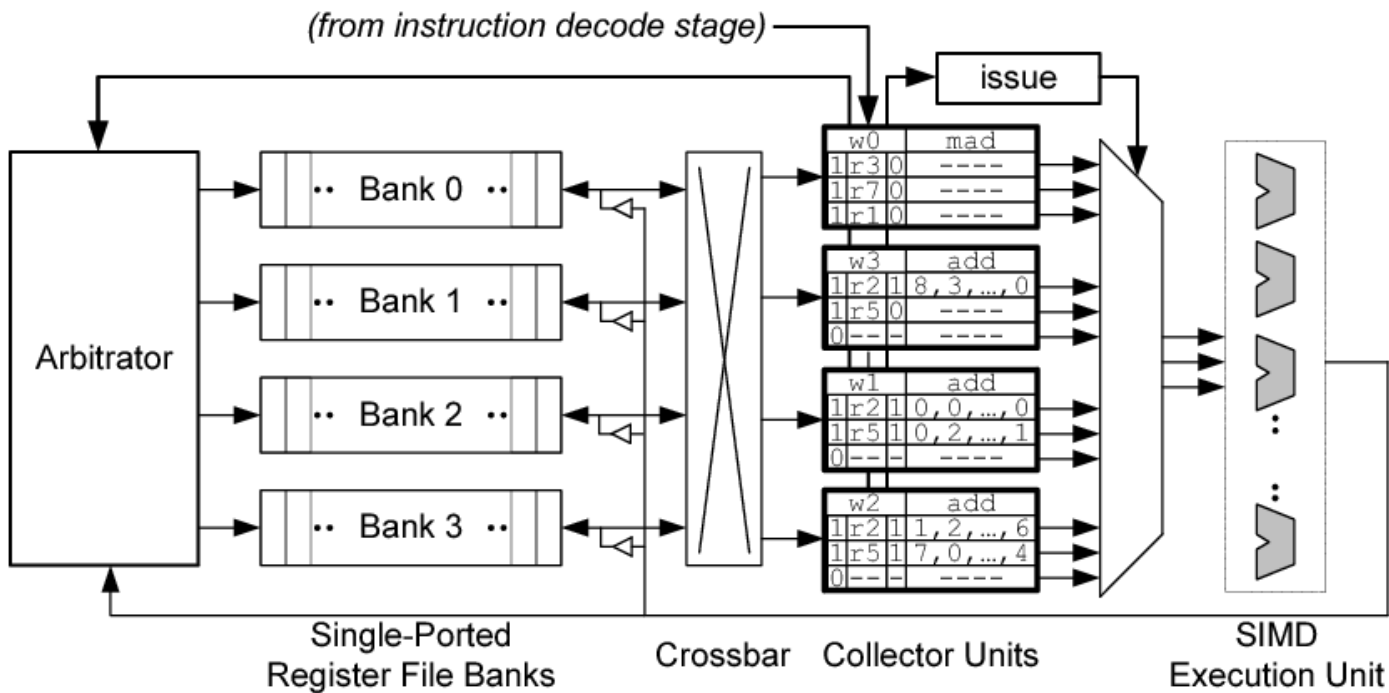 (from instruction decode stage)
issue
Arbitrator
•• Bank 0 ••
•• Bank 1 ••
•• Bank 2 ••
•• Bank 3 ••
w0 mad
1 r3 0 ----
1 r7 0 ----
1 r1 0 ----
w3 add
1 r2 1 8,3,…,0
1 r5 0 ----
0 -- - ----
w1 add
1 r2 1 0,0,…,0
1 r5 1 0,2,…,1
0 -- - ----
w2 add
1 r2 1 1,2,…,6
1 r5 1 7,0,…,4
0 -- - ----
Single-Ported
Register File Banks
Crossbar
Collector Units
SIMD
Execution Unit